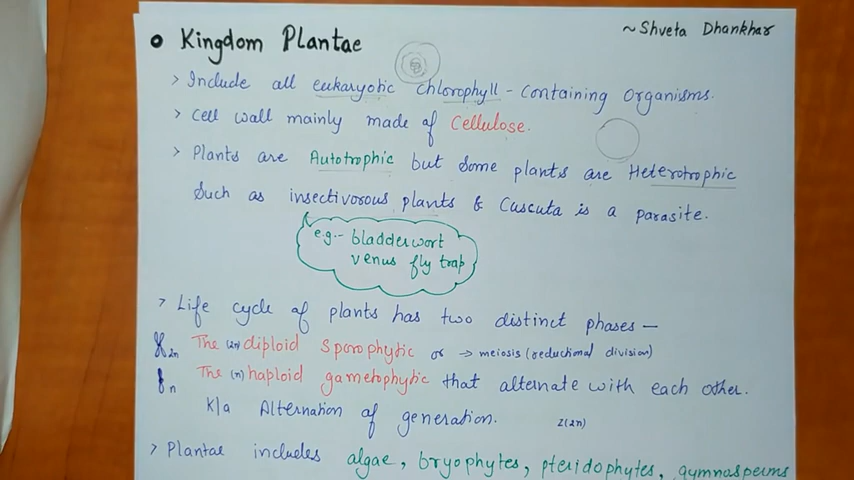 ~Shveta Dhankhar
• Kingdom Plantae
> Include all eukaryotic chlorophyll - containing organisms.
> Cell wall mainly made of Cellulose.
> Plants are Autotrophic but Some plants are Heterotrophic
Such as insectivorous plants & Cuscuta is a parasite.
e.g:- bladderwort
venus fly trap
> Life cycle of plants has two distinct phases —
2n The (2n) diploid Sporophytic or → meiosis (reductional division)
n The (n) haploid gametophytic that alternate with each other.
K/a Alternation of generation. z(2n)
> Plantae includes algae, bryophytes, pteridophytes, gymnosperms